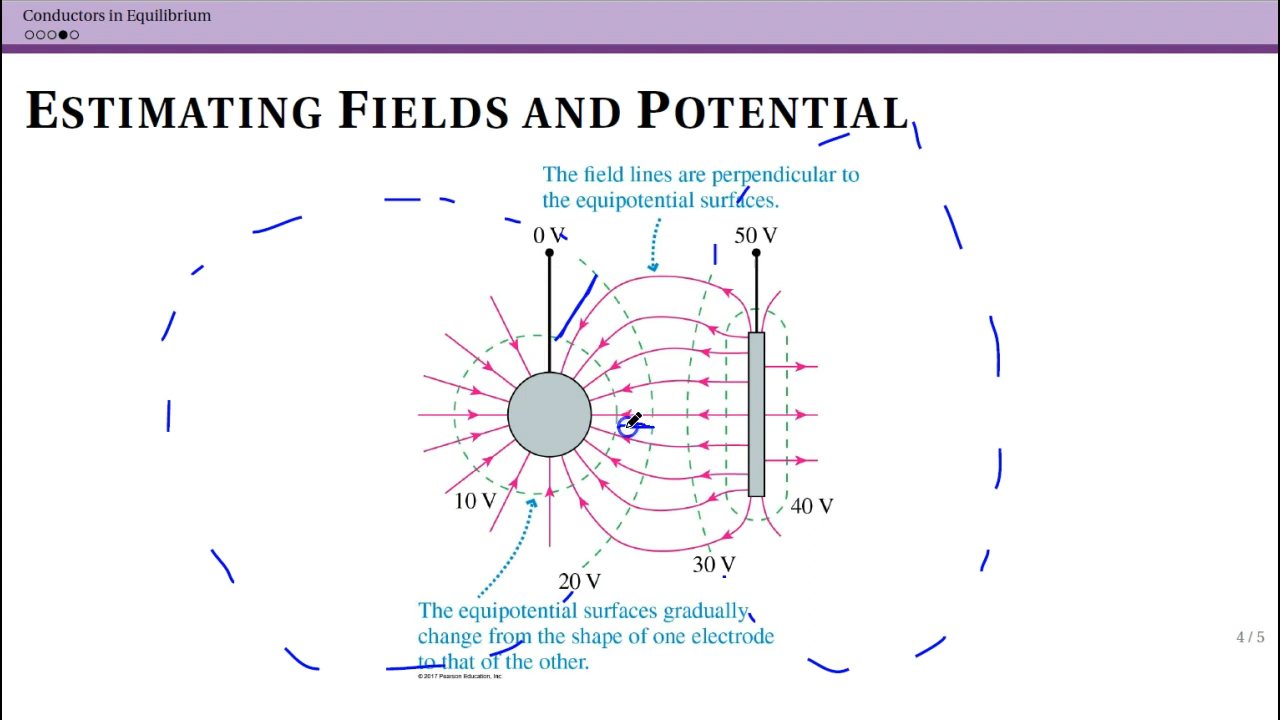 Conductors in Equilibrium
ESTIMATING FIELDS AND POTENTIAL
The field lines are perpendicular to
the equipotential surfaces.
0 V
50 V
10 V
40 V
30 V
20 V
The equipotential surfaces gradually
change from the shape of one electrode
to that of the other.
© 2017 Pearson Education, Inc.
4 / 5